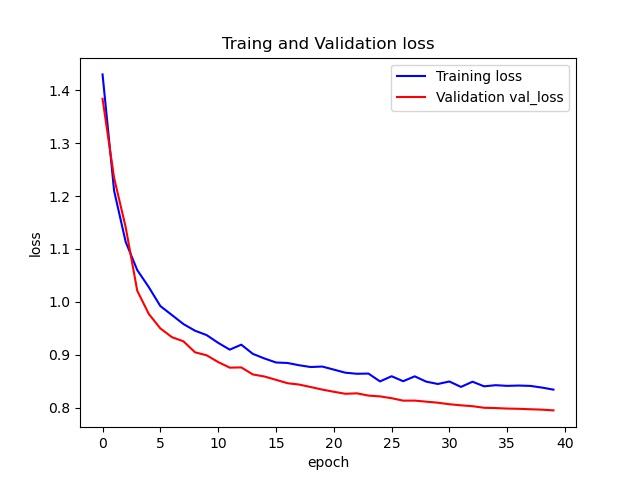 Traing and Validation loss
Training loss
Validation val_loss
loss
1.4
1.3
1.2
1.1
1.0
0.9
0.8
0 5 10 15 20 25 30 35 40
epoch